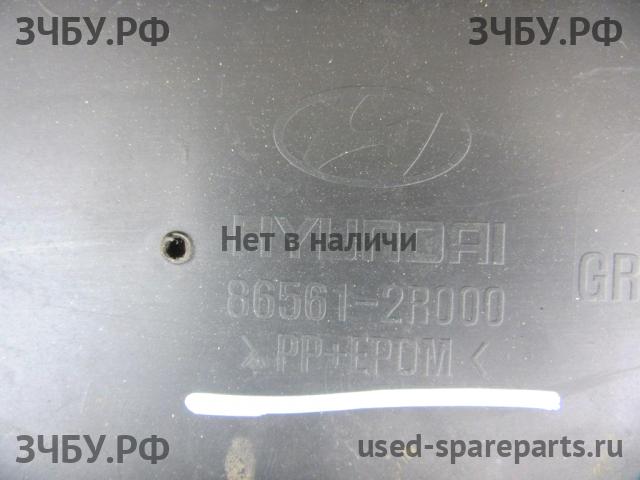 ЗЧБУ.РФ ЗЧБУ.РФ
HYUNDAI
Нет в наличи
86561-2R000
GR
>PP+EPDM<
ЗЧБУ.РФ used-spareparts.ru